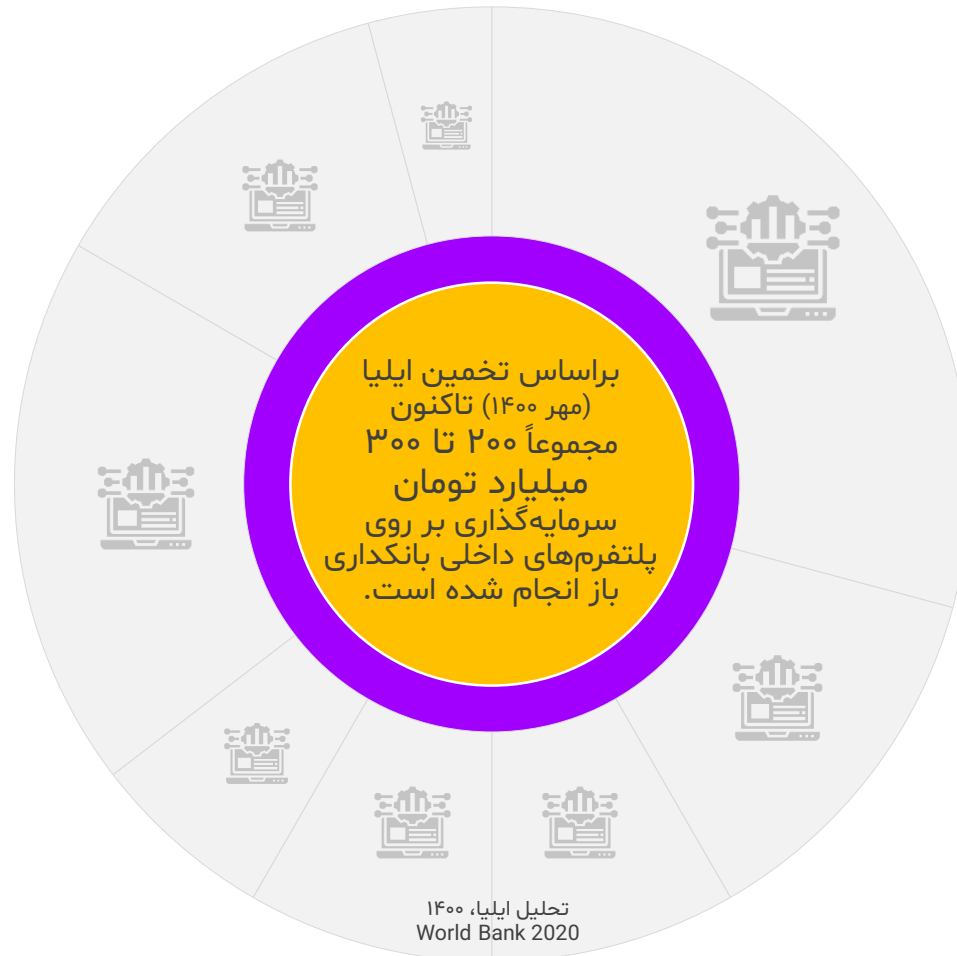 براساس تخمین ایلیا
(مهر ۱۴۰۰) تاکنون
مجموعاً ۲۰۰ تا ۳۰۰
میلیارد تومان
سرمایه‌گذاری بر روی
پلتفرم‌های داخلی بانکداری
باز انجام شده است.
تحلیل ایلیا، ۱۴۰۰
World Bank 2020